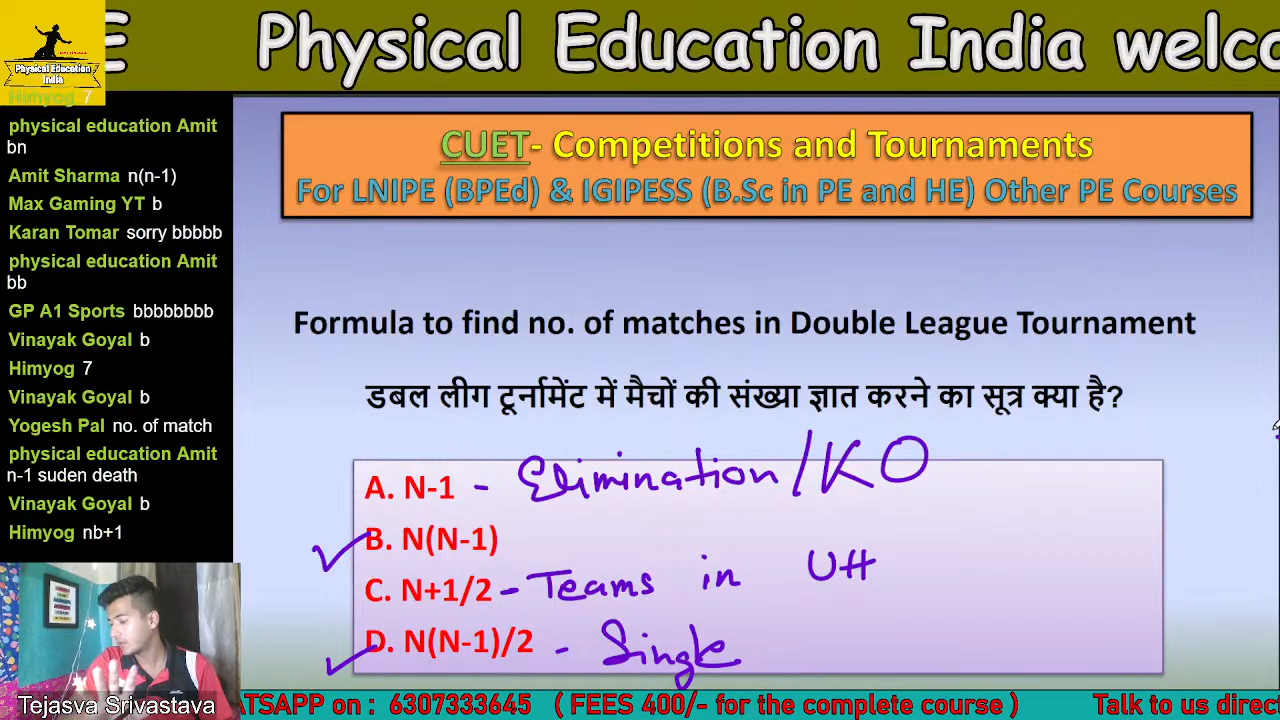 E Physical Education India welco
Physical Education
India
Himyog 7
physical education Amit
bn
Amit Sharma n(n-1)
Max Gaming YT b
Karan Tomar sorry bbbbb
physical education Amit
bb
GP A1 Sports bbbbbbbb
Vinayak Goyal b
Himyog 7
Vinayak Goyal b
Yogesh Pal no. of match
physical education Amit
n-1 suden death
Vinayak Goyal b
Himyog nb+1
CUET- Competitions and Tournaments
For LNIPE (BPEd) & IGIPESS (B.Sc in PE and HE) Other PE Courses
Formula to find no. of matches in Double League Tournament
डबल लीग टूर्नामेंट में मैचों की संख्या ज्ञात करने का सूत्र क्या है?
A. N-1 - Elimination/KO
B. N(N-1)
C. N+1/2 - Teams in UH
D. N(N-1)/2 - Single
Tejasva Srivastava
ATSAPP on : 6307333645 ( FEES 400/- for the complete course ) Talk to us direc